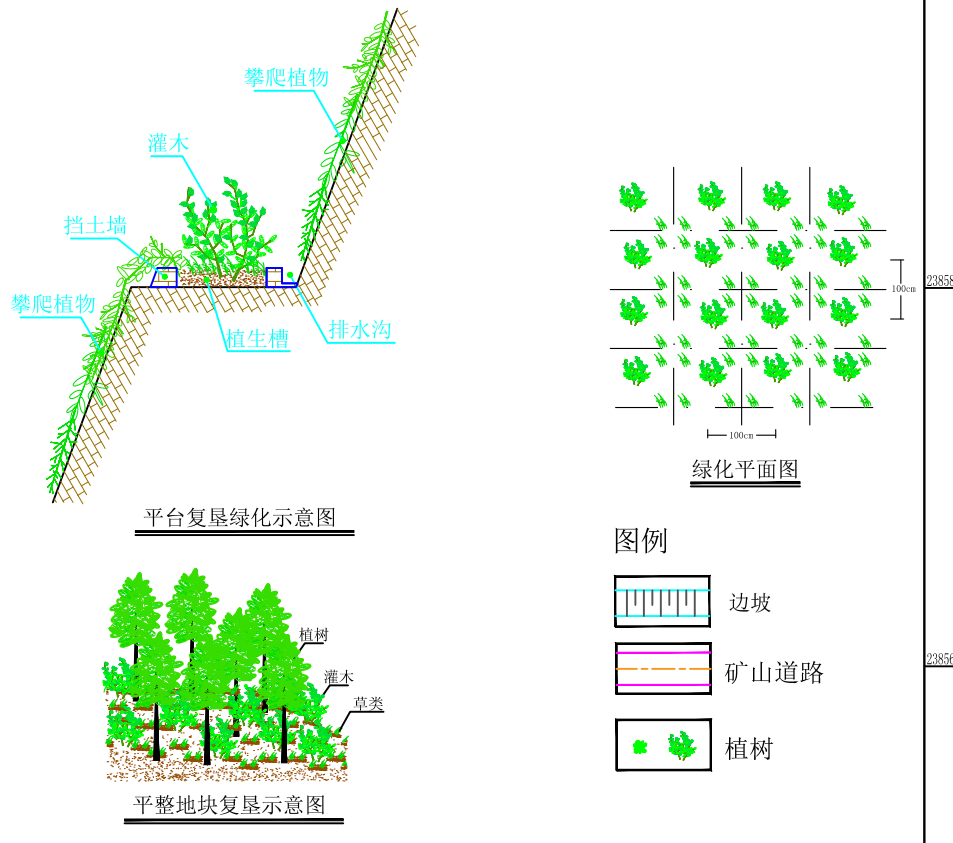 攀爬植物
灌木
挡土墙
攀爬植物
植生槽
排水沟
平台复垦绿化示意图
100cm
100cm
绿化平面图
23858
23856
图例
边坡
矿山道路
植树
植树
灌木
草类
平整地块复垦示意图